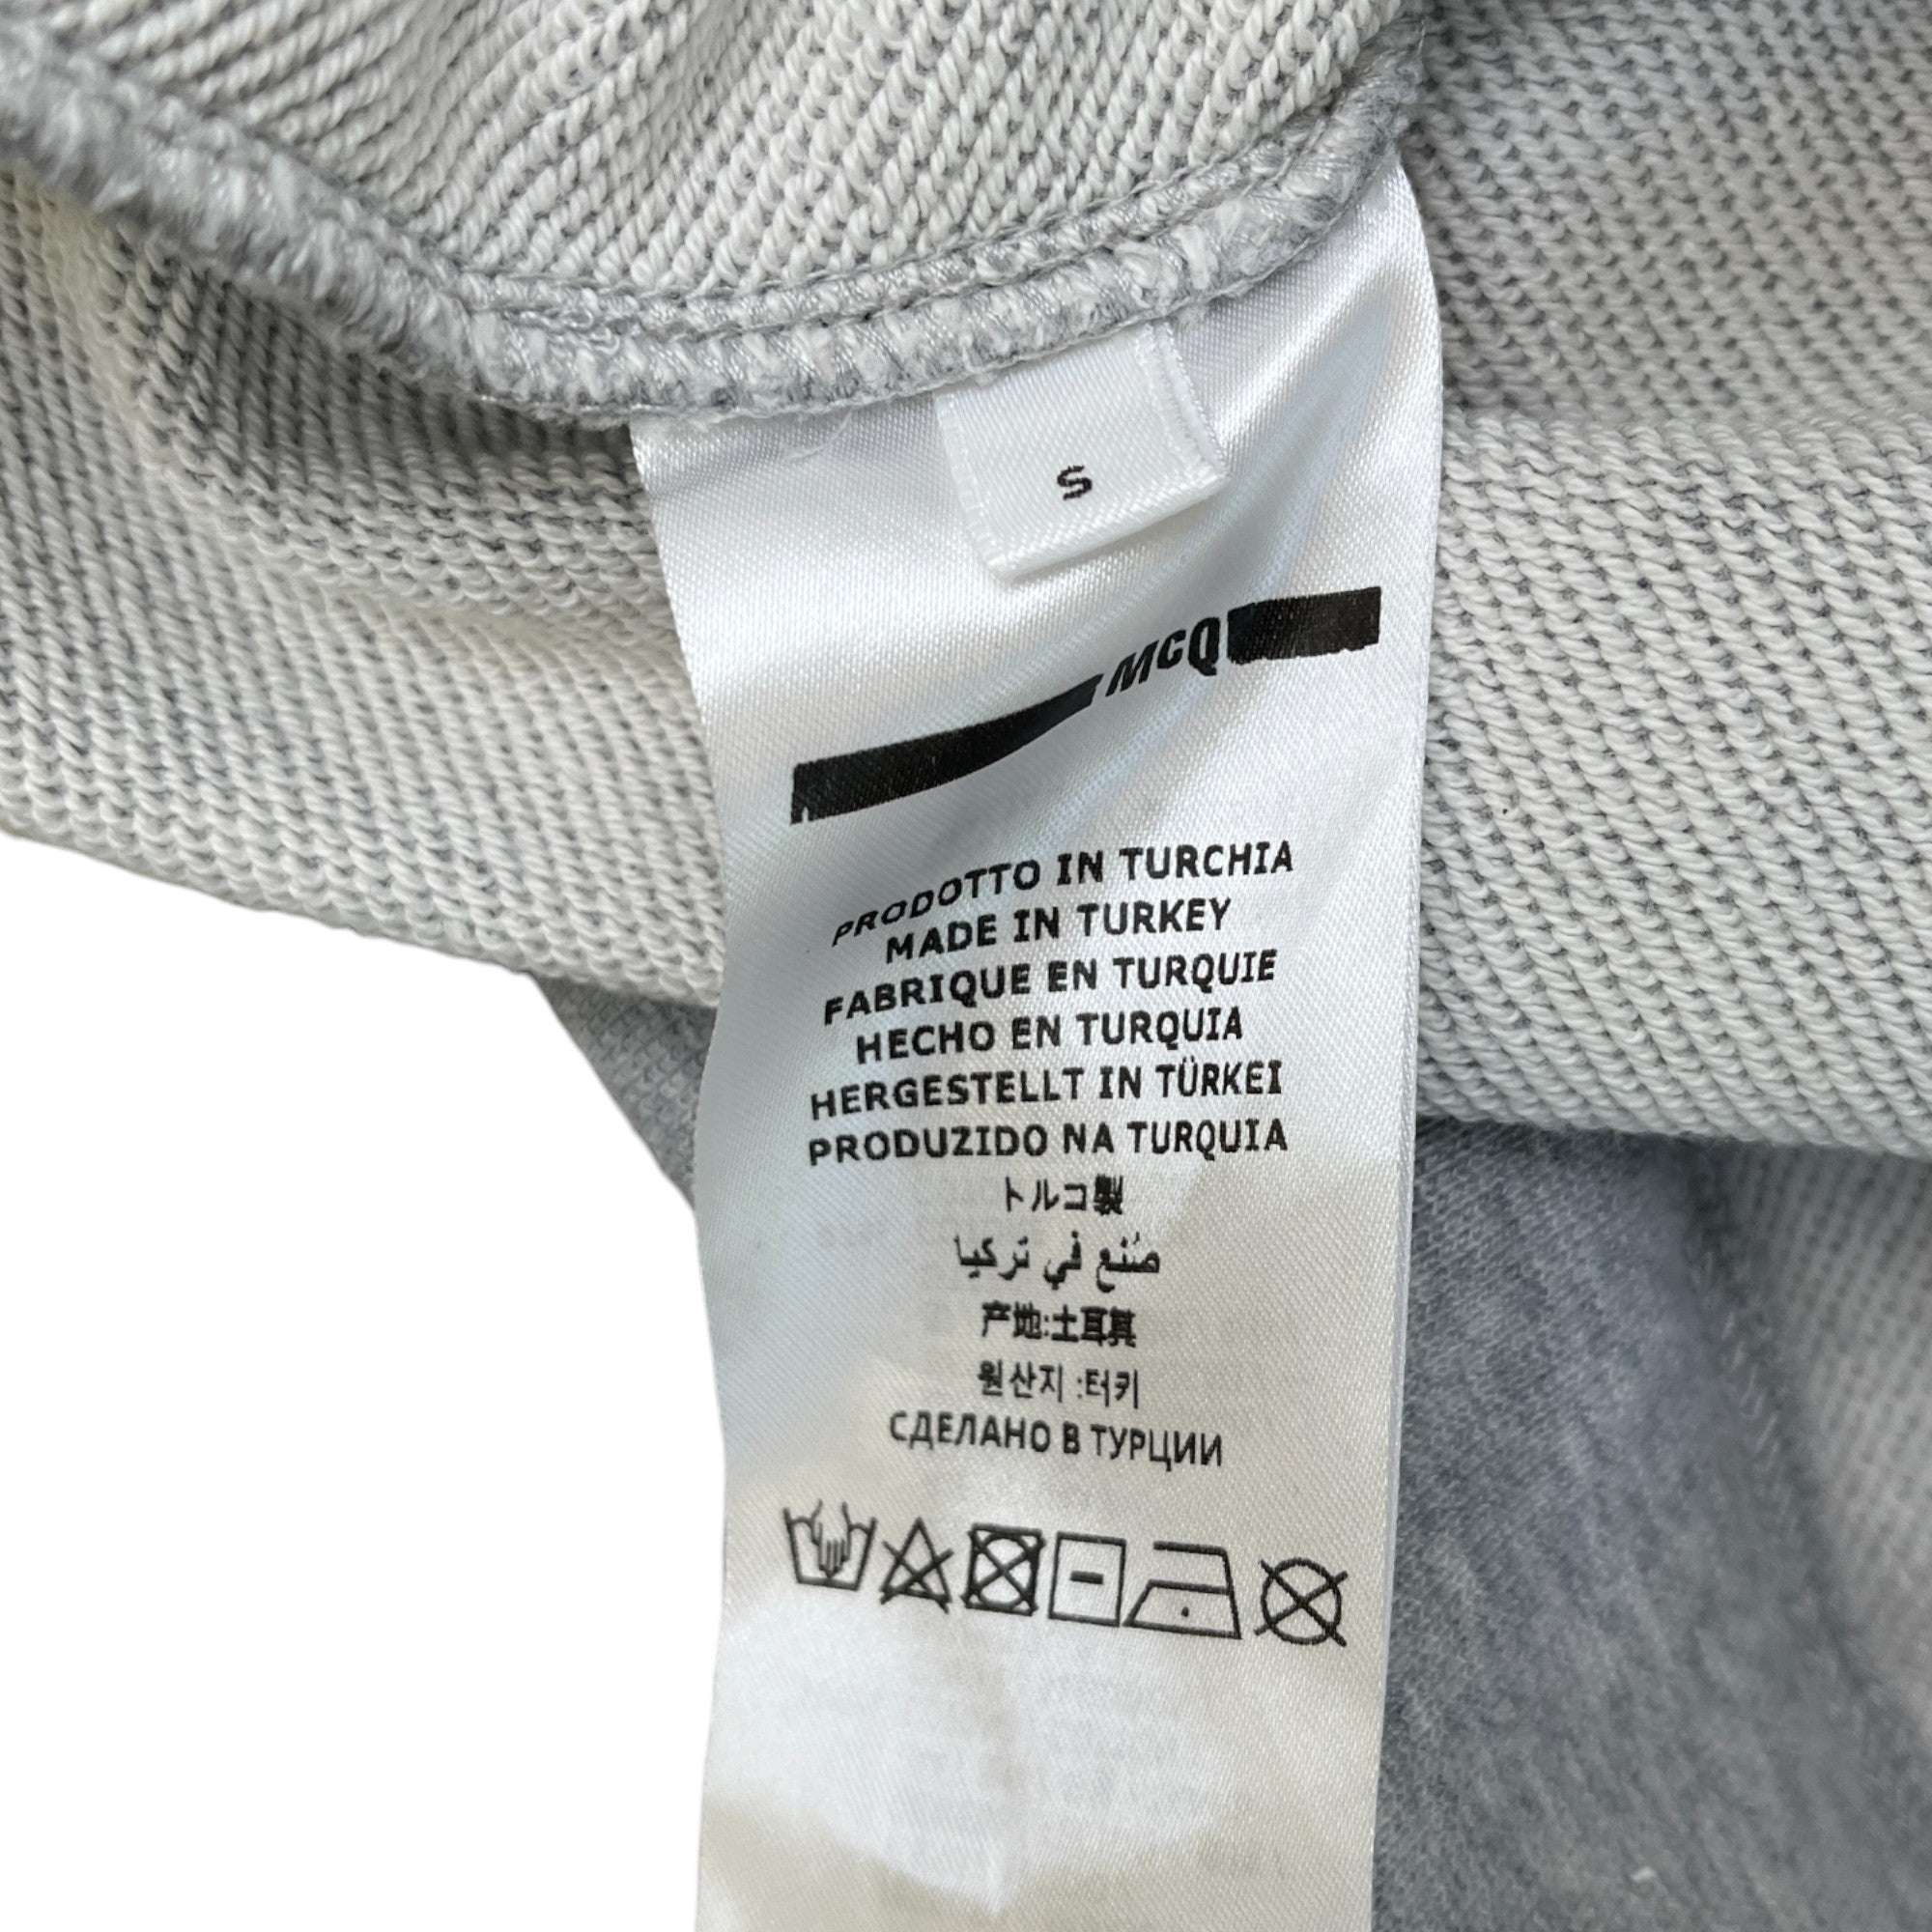 S
McQ
PRODOTTO IN TURCHIA
MADE IN TURKEY
FABRIQUE EN TURQUIE
HECHO EN TURQUIA
HERGESTELLT IN TÜRKEI
PRODUZIDO NA TURQUIA
トルコ製
صُنع في تركيا
产地:土耳其
원산지 :터키
СДЕЛАНО В ТУРЦИИ